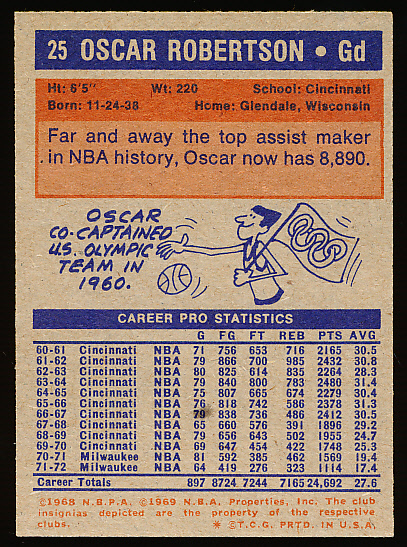 25 OSCAR ROBERTSON • Gd
Ht: 6'5" Wt: 220 School: Cincinnati
Born: 11-24-38 Home: Glendale, Wisconsin
Far and away the top assist maker
in NBA history, Oscar now has 8,890.
OSCAR
CO-CAPTAINED
U.S. OLYMPIC
TEAM IN
1960.
CAREER PRO STATISTICS
G FG FT REB PTS AVG
60-61 Cincinnati NBA 71 756 653 716 2165 30.5
61-62 Cincinnati NBA 79 866 700 985 2432 30.8
62-63 Cincinnati NBA 80 825 614 835 2264 28.3
63-64 Cincinnati NBA 79 840 800 783 2480 31.4
64-65 Cincinnati NBA 75 807 665 674 2279 30.4
65-66 Cincinnati NBA 76 818 742 586 2378 31.3
66-67 Cincinnati NBA 79 838 736 486 2412 30.5
67-68 Cincinnati NBA 65 660 576 391 1896 29.2
68-69 Cincinnati NBA 79 656 643 502 1955 24.7
69-70 Cincinnati NBA 69 647 454 422 1748 25.3
70-71 Milwaukee NBA 81 592 385 462 1569 19.4
71-72 Milwaukee NBA 64 419 276 323 1114 17.4
Career Totals 897 8724 7244 7165 24,692 27.6
©1968 N.B.P.A. ©1969 N.B.A. Properties, Inc. The club
insignias depicted are the property of the respective
clubs. * ©T.C.G. PRTD. IN U.S.A.